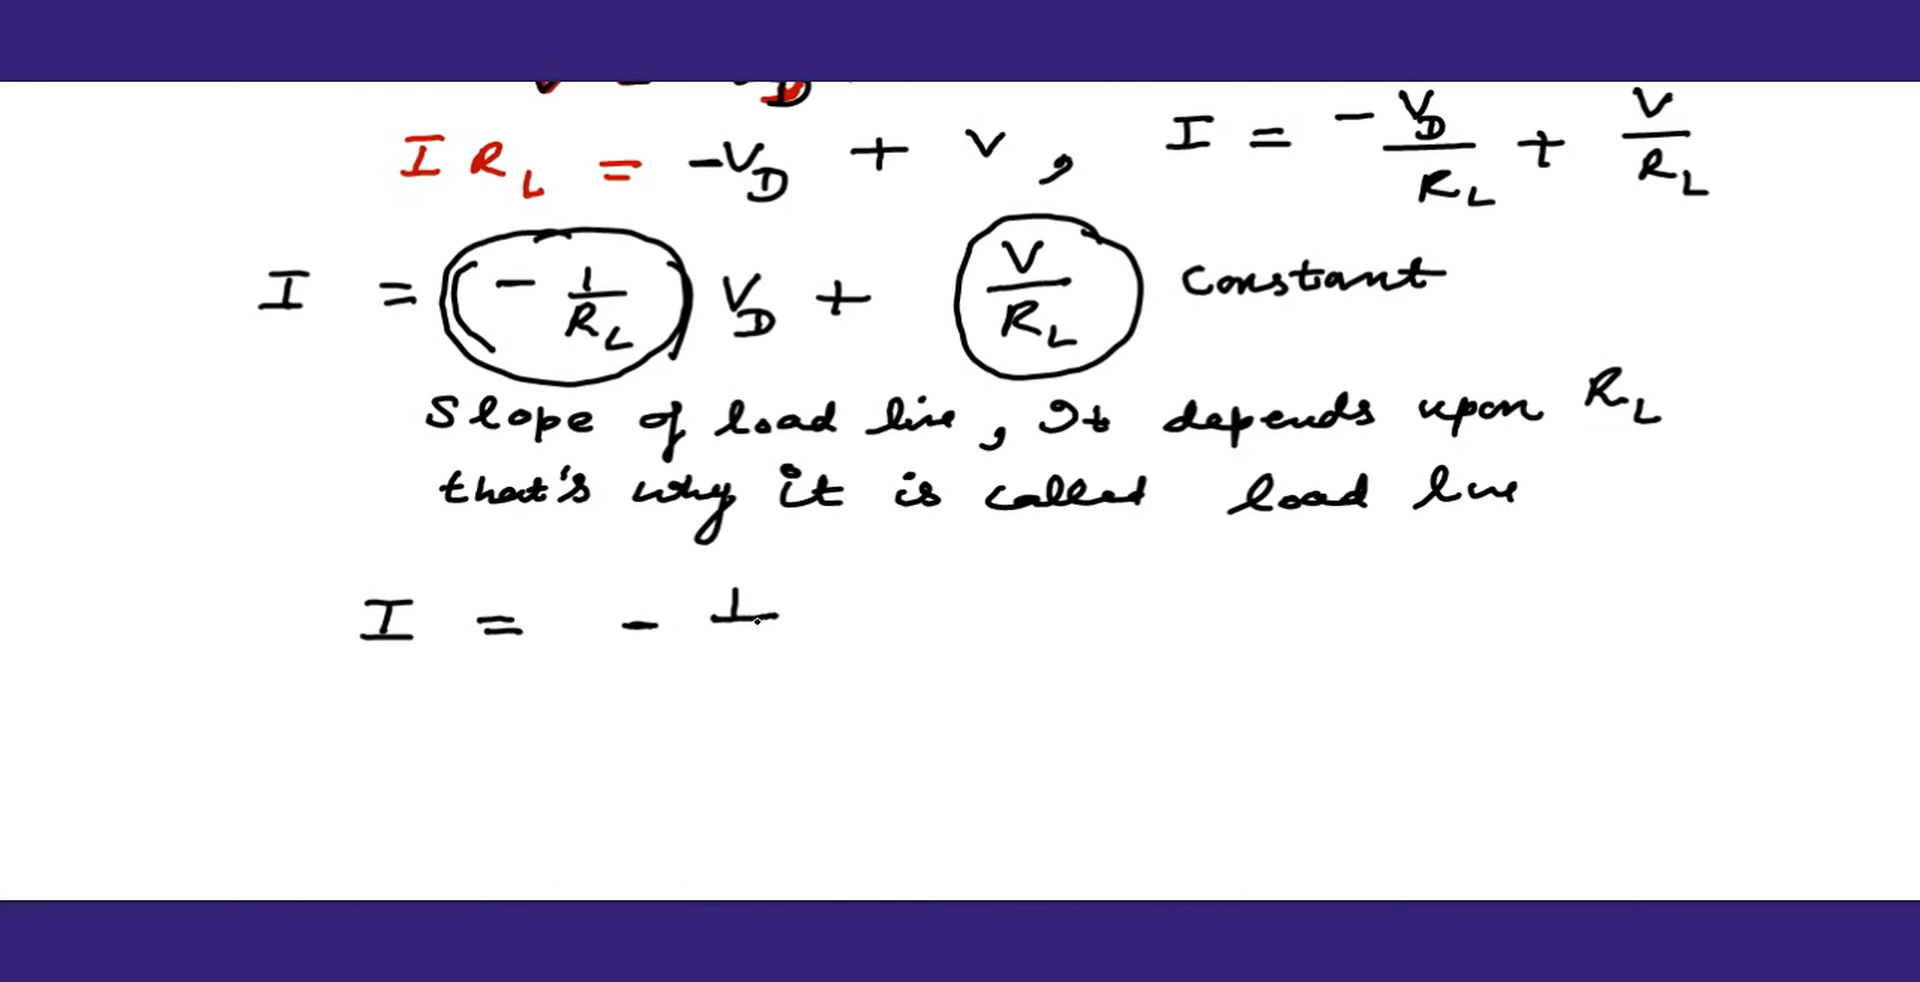 I R_L = -V_D + V, I = - V_D/R_L + V/R_L
I = (- 1/R_L) V_D + V/R_L constant
Slope of load line, It depends upon R_L
that's why it is called load line
I = - 1